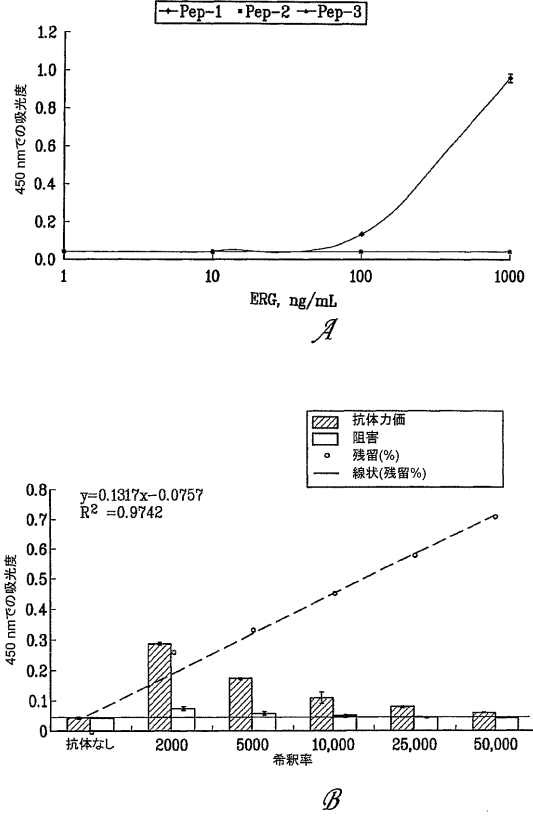 Pep-1 Pep-2 Pep-3
1.2
1.0
0.8
0.6
0.4
0.2
0.0
450 nmでの吸光度
1 10 100 1000
ERG, ng/mL
A
抗体力価
阻害
残留(%)
線状(残留%)
0.8
0.7
0.6
0.5
0.4
0.3
0.2
0.1
0
450 nmでの吸光度
y=0.1317x-0.0757
R² =0.9742
抗体なし 2000 5000 10,000 25,000 50,000
希釈率
B